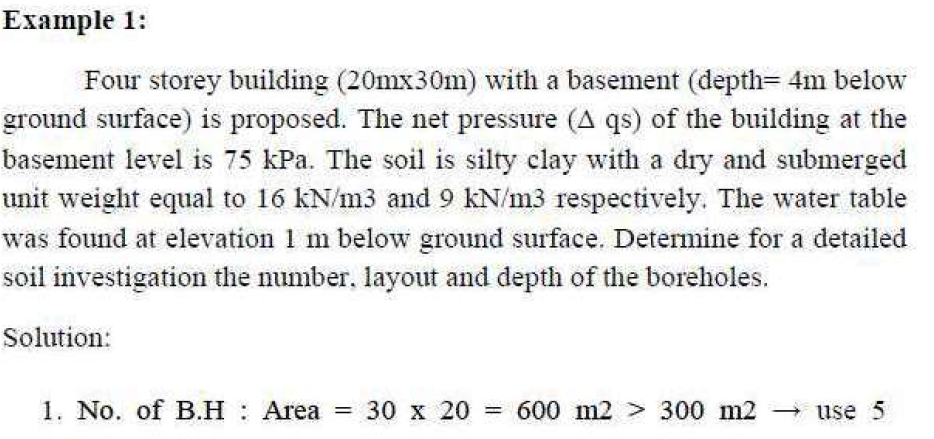 Example 1:
Four storey building (20mx30m) with a basement (depth= 4m below
ground surface) is proposed. The net pressure (Δ qs) of the building at the
basement level is 75 kPa. The soil is silty clay with a dry and submerged
unit weight equal to 16 kN/m3 and 9 kN/m3 respectively. The water table
was found at elevation 1 m below ground surface. Determine for a detailed
soil investigation the number, layout and depth of the boreholes.
Solution:
1. No. of B.H : Area = 30 x 20 = 600 m2 > 300 m2 → use 5